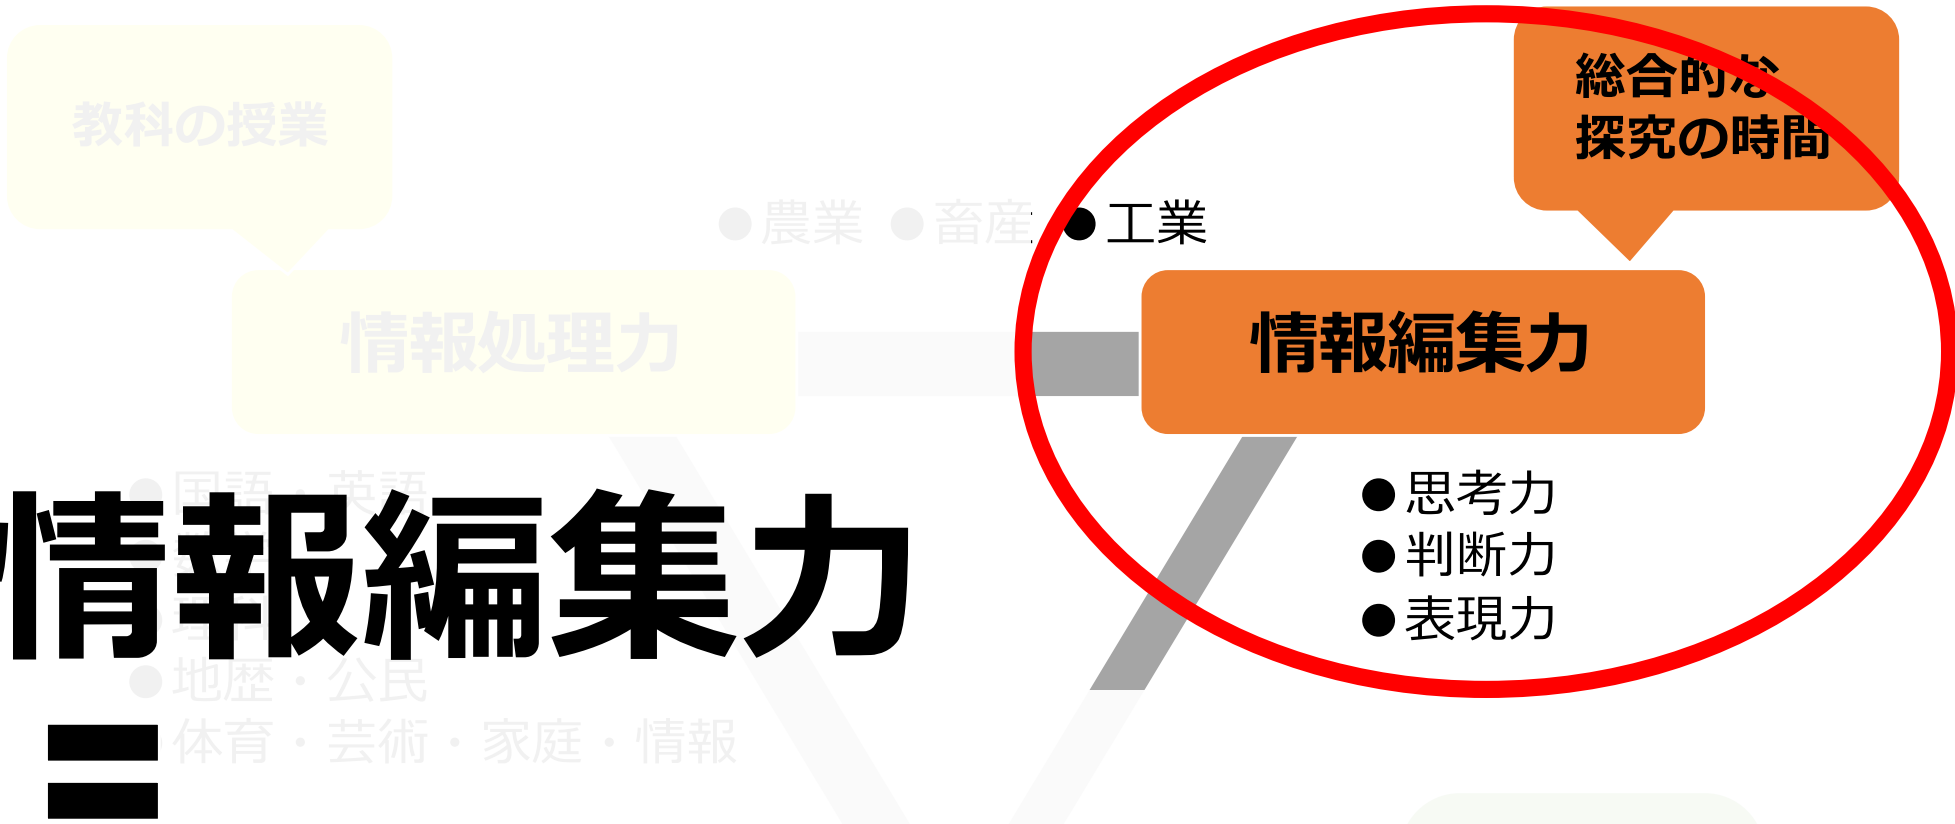 教科の授業
総合的な
探究の時間
●農業 ●畜産 ●工業
情報処理力
情報編集力
●思考力
●判断力
●表現力
●国語・英語
情報編集力
●地歴・公民
体育・芸術・家庭・情報
=